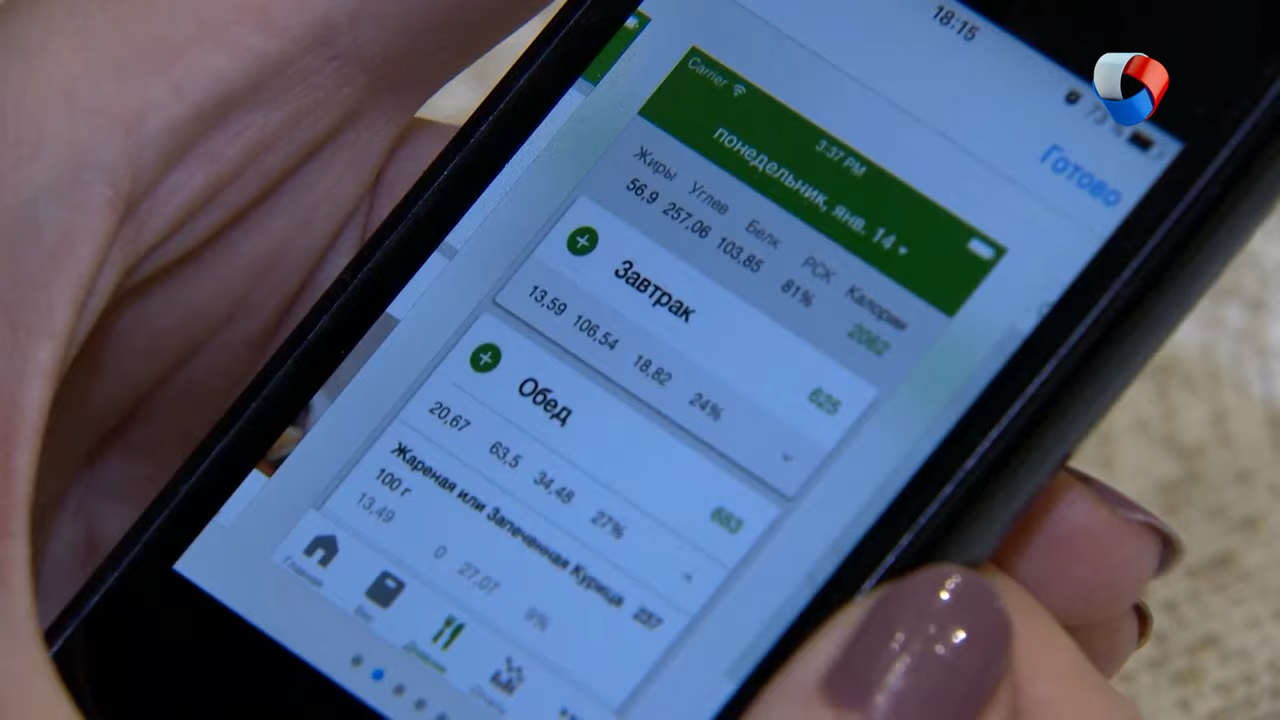 18:15
Готово
Carrier
3:37 PM
понедельник, янв. 14
Жиры Углев Белк РСК Калории
56,9 257,06 103,85 81% 2062
Завтрак 625
13,59 106,54 18,82 24%
Обед 683
20,67 63,5 34,48 27%
Жареная или Запеченная Курица 237
100 г
13,49 0 27,07 9%
Главная